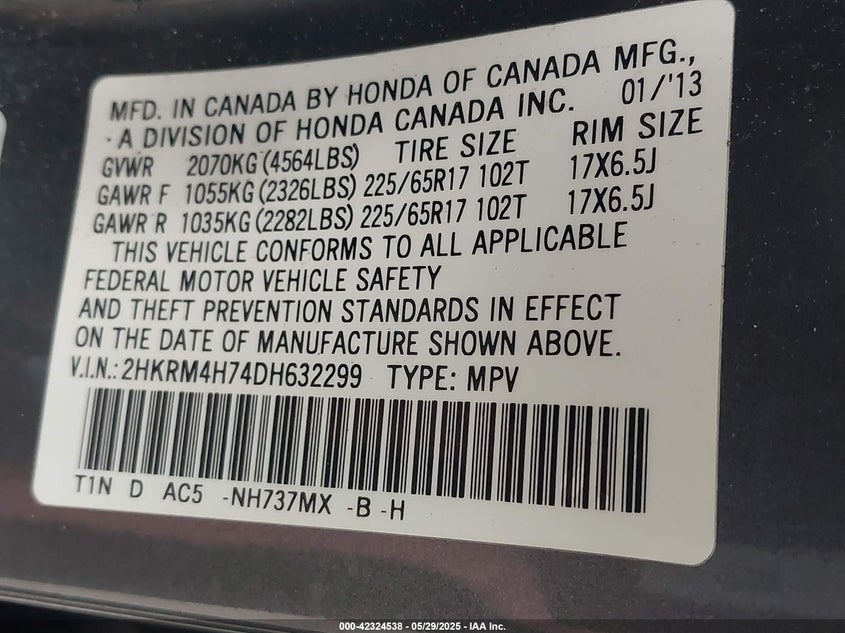 MFD. IN CANADA BY HONDA OF CANADA MFG.,
- A DIVISION OF HONDA CANADA INC. 01/'13
GVWR 2070KG (4564LBS) TIRE SIZE RIM SIZE
GAWR F 1055KG (2326LBS) 225/65R17 102T 17X6.5J
GAWR R 1035KG (2282LBS) 225/65R17 102T 17X6.5J
THIS VEHICLE CONFORMS TO ALL APPLICABLE
FEDERAL MOTOR VEHICLE SAFETY
AND THEFT PREVENTION STANDARDS IN EFFECT
ON THE DATE OF MANUFACTURE SHOWN ABOVE.
V.I.N.: 2HKRM4H74DH632299 TYPE: MPV
T1N D AC5 -NH737MX -B -H
000-42324538 - 05/29/2025 - IAA Inc.